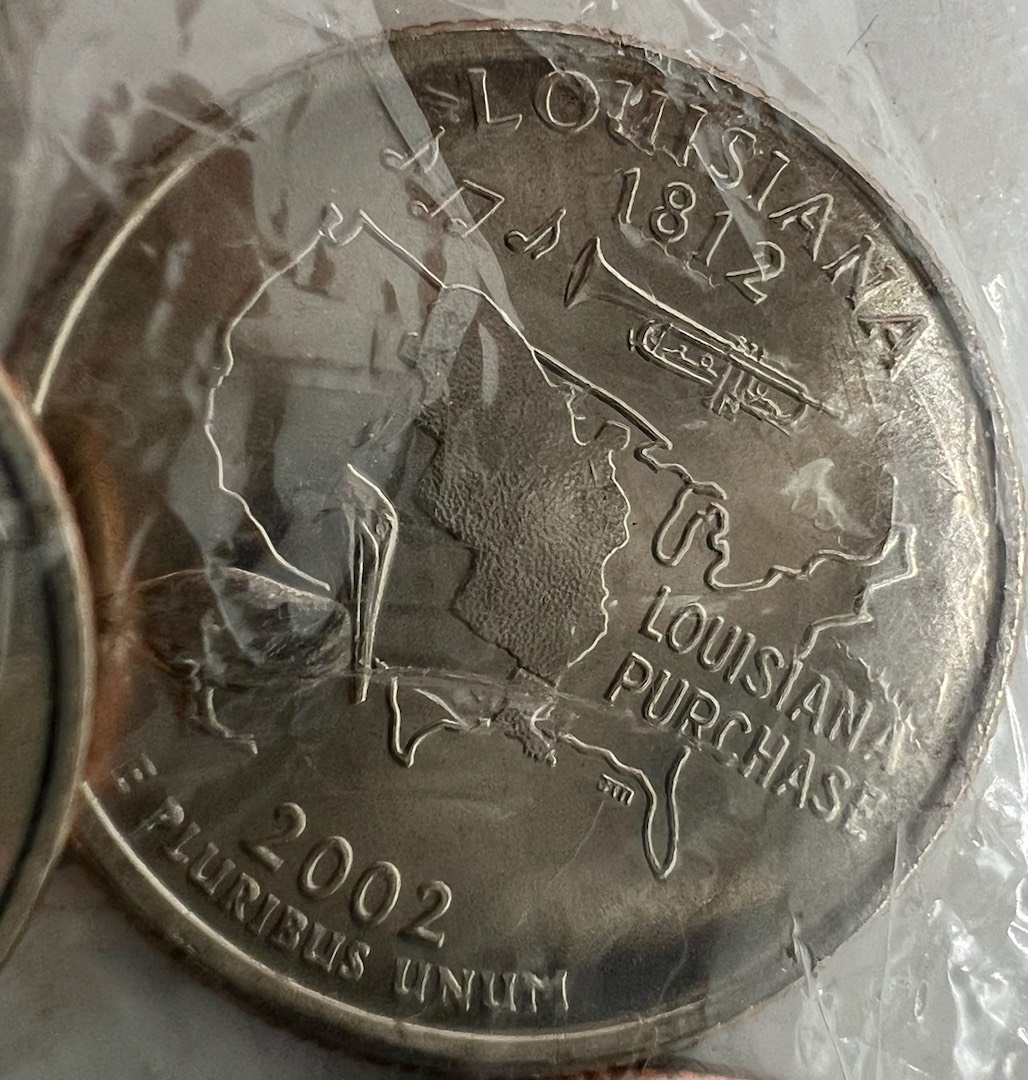 LOUISIANA
1812
LOUISIANA
PURCHASE
2002
E PLURIBUS UNUM